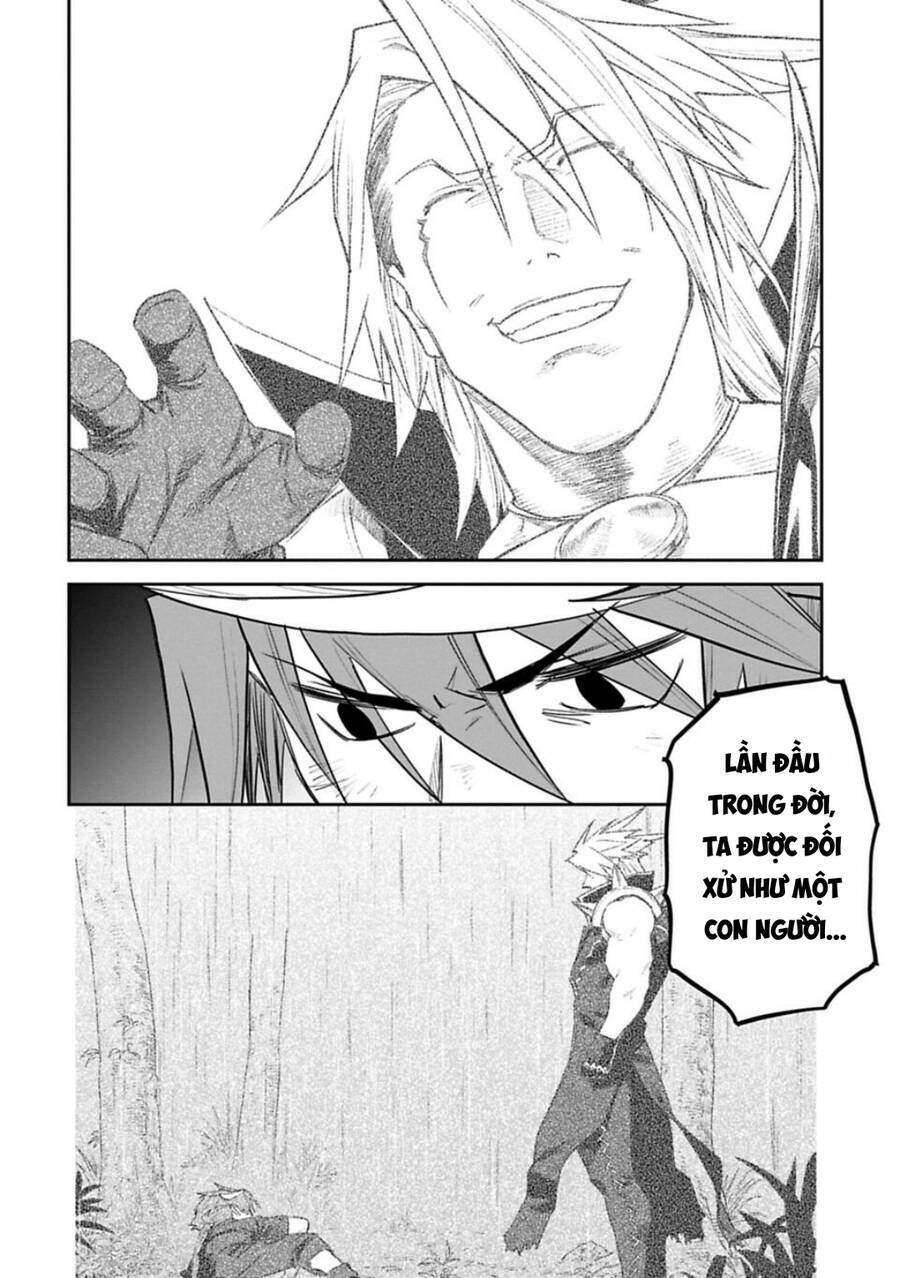 LẦN ĐẦU
TRONG ĐỜI,
TA ĐƯỢC ĐỐI
XỬ NHƯ MỘT
CON NGƯỜI...